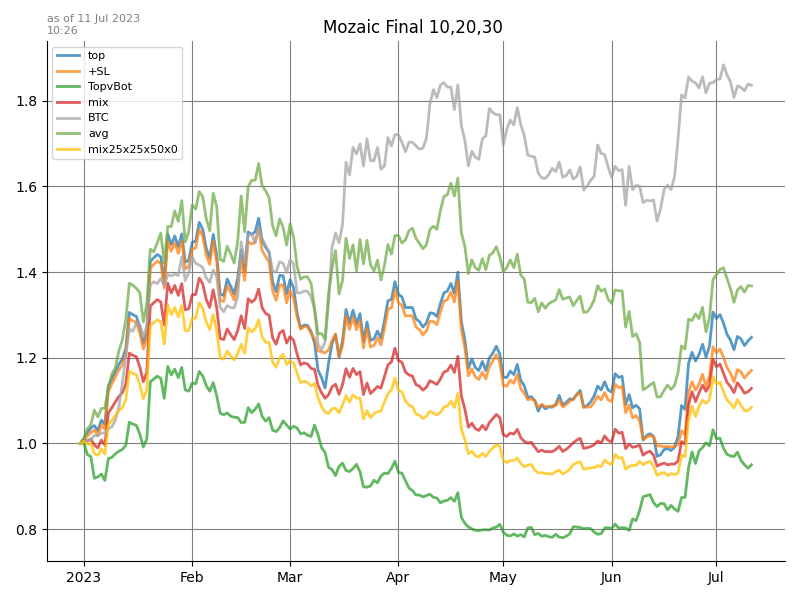 as of 11 Jul 2023
10:26
Mozaic Final 10,20,30
top
+SL
TopvBot
mix
BTC
avg
mix25x25x50x0
1.8
1.6
1.4
1.2
1.0
0.8
2023 Feb Mar Apr May Jun Jul